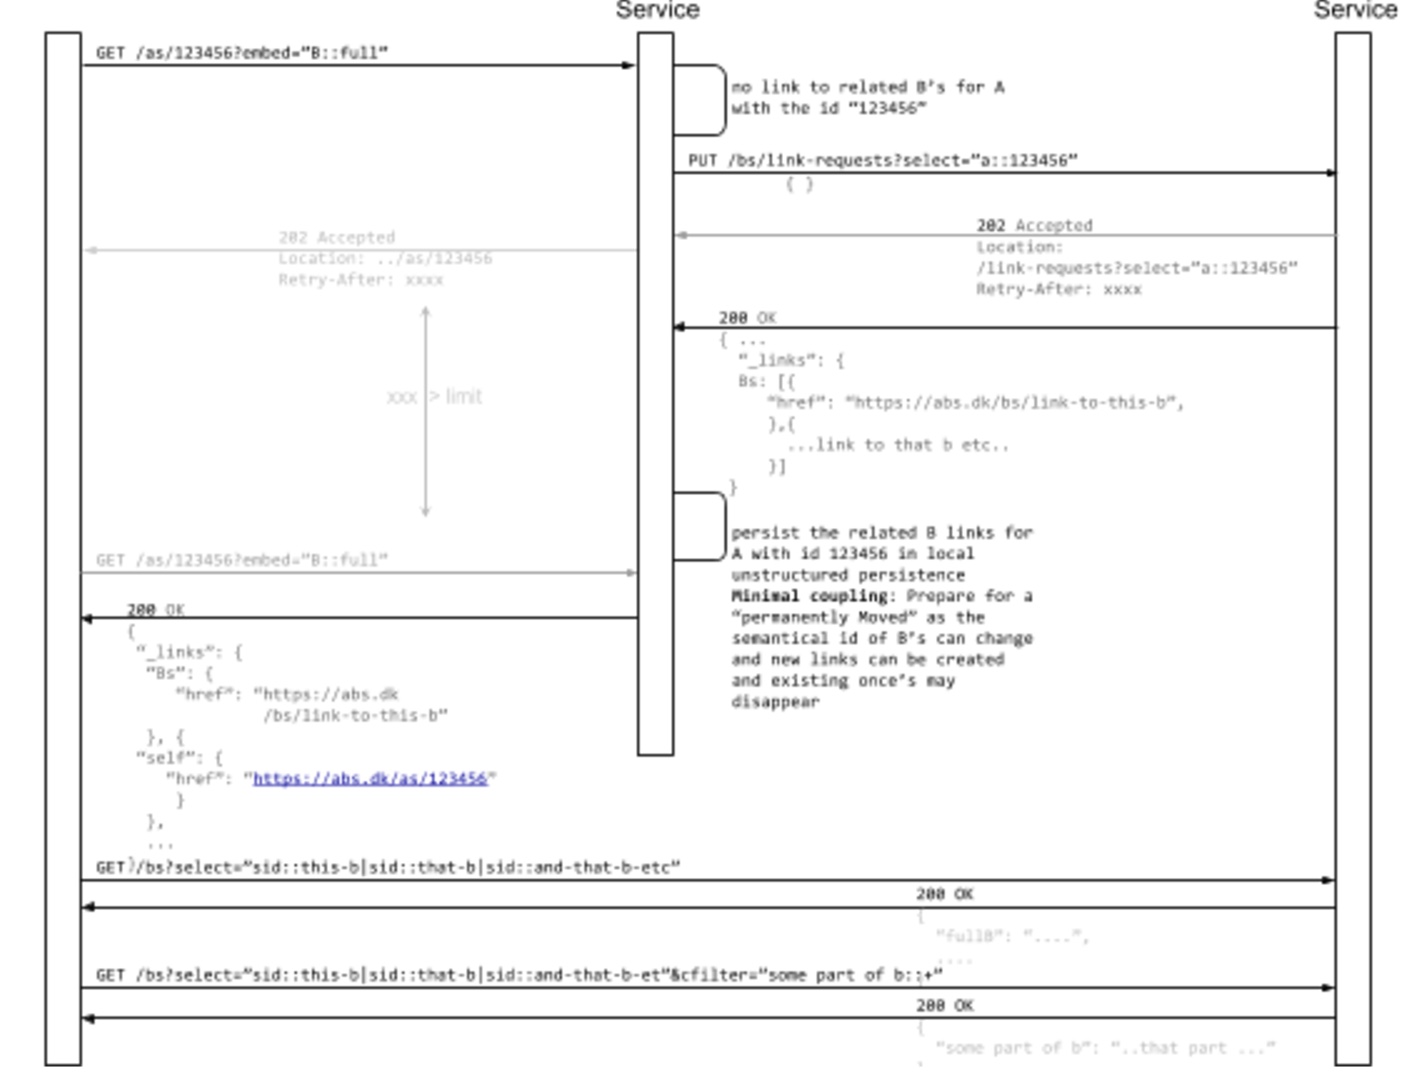 Service
Service
GET /as/123456?embed=”B::full”
no link to related B’s for A
with the id “123456”
PUT /bs/link-requests?select=”a::123456”
{ }
202 Accepted
Location:
/link-requests?select=”a::123456”
Retry-After: xxxx
202 Accepted
Location: ../as/123456
Retry-After: xxxx
200 OK
{ ...
“_links”: {
Bs: [{
“href”: “https://abs.dk/bs/link-to-this-b”,
},{
...link to that b etc..
}]
}
xxx > limit
persist the related B links for
A with id 123456 in local
unstructured persistence
Minimal coupling: Prepare for a
“permanently Moved” as the
semantical id of B’s can change
and new links can be created
and existing once’s may
disappear
GET /as/123456?embed=”B::full”
200 OK
{
“_links”: {
“Bs”: {
“href”: “https://abs.dk
/bs/link-to-this-b”
}, {
“self”: {
“href”: “https://abs.dk/as/123456”
}
},
...
}
GET /bs?select=”sid::this-b|sid::that-b|sid::and-that-b-etc”
200 OK
{
“fullB”: “....”,
....
GET /bs?select=”sid::this-b|sid::that-b|sid::and-that-b-et”&cfilter=”some part of b::+”
200 OK
{
“some part of b”: “..that part ...”